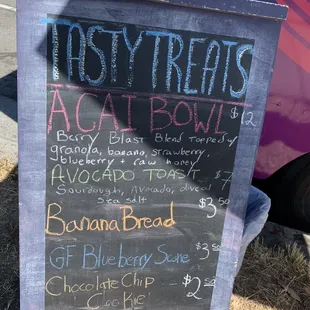 TASTY TREATS
ACAI BOWL $12
Berry Blast Blend topped w/
granola, banana, strawberry,
blueberry + raw honey
AVOCADO TOAST $7
Sourdough, Avocado, olive oil
Sea salt
Banana Bread $3.50
GF Blueberry Scone $3.50
Chocolate Chip $2.50
Cookie